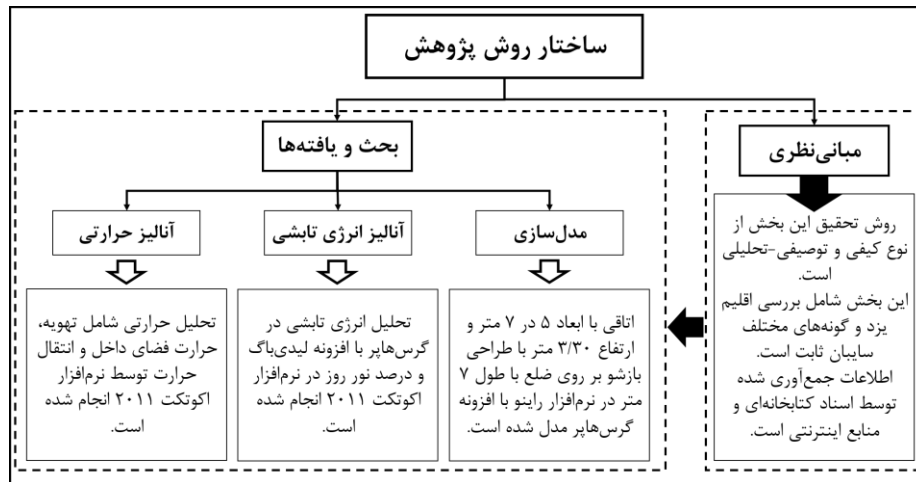 ساختار روش پژوهش
مبانی‌نظری
روش تحقیق این بخش از
نوع کیفی و توصیفی-تحلیلی
است.
این بخش شامل بررسی اقلیم
یزد و گونه‌های مختلف
سایبان ثابت است.
اطلاعات جمع‌آوری شده
توسط اسناد کتابخانه‌ای و
منابع اینترنتی است.
بحث و یافته‌ها
مدل‌سازی
اتاقی با ابعاد ۵ در ۷ متر و
ارتفاع ۳/۳۰ متر با طراحی
بازشو بر روی ضلع با طول ۷
متر در نرم‌افزار راینو با افزونه
گرس‌هاپر مدل شده است.
آنالیز انرژی تابشی
تحلیل انرژی تابشی در
گرس‌هاپر با افزونه لیدی‌باگ
و درصد نور روز در نرم‌افزار
اکوتکت ۲۰۱۱ انجام شده
است
آنالیز حرارتی
تحلیل حرارتی شامل تهویه،
حرارت فضای داخل و انتقال
حرارت توسط نرم‌افزار
اکوتکت ۲۰۱۱ انجام شده
است